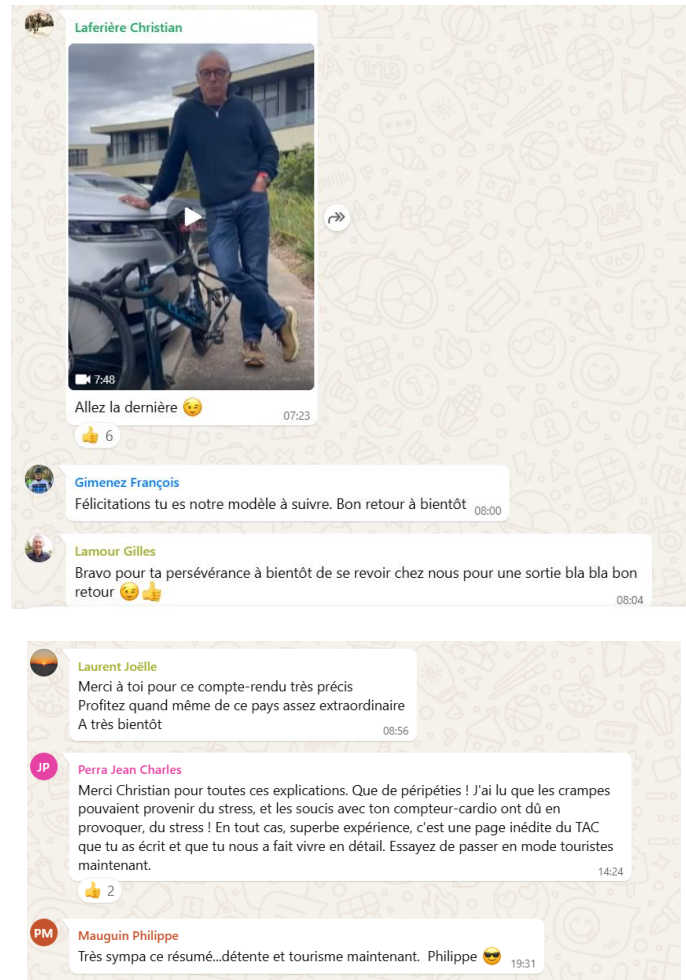 Laferière Christian
7:48
Allez la dernière 😉
07:23
👍 6
Gimenez François
Félicitations tu es notre modèle à suivre. Bon retour à bientôt 08:00
Lamour Gilles
Bravo pour ta persévérance à bientôt de se revoir chez nous pour une sortie bla bla bon
retour 😉👍
08:04
Laurent Joëlle
Merci à toi pour ce compte-rendu très précis
Profitez quand même de ce pays assez extraordinaire
A très bientôt
08:56
JP
Perra Jean Charles
Merci Christian pour toutes ces explications. Que de péripéties ! J'ai lu que les crampes
pouvaient provenir du stress, et les soucis avec ton compteur-cardio ont dû en
provoquer, du stress ! En tout cas, superbe expérience, c'est une page inédite du TAC
que tu as écrit et que tu nous a fait vivre en détail. Essayez de passer en mode touristes
maintenant.
14:24
👍 2
PM
Mauguin Philippe
Très sympa ce résumé...détente et tourisme maintenant. Philippe 😎 19:31